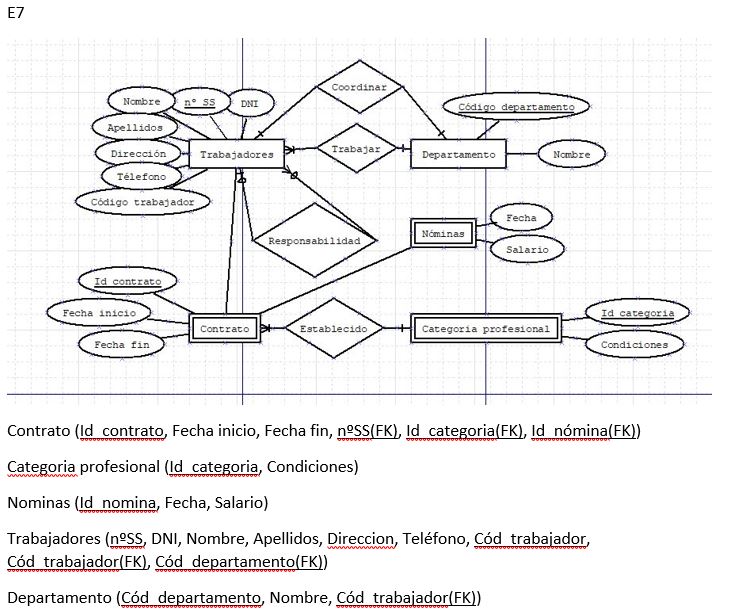 E7
Coordinar
Nombre
nº SS
DNI
Código departamento
Apellidos
Trabajadores
Trabajar
Departamento
Nombre
Dirección
Télefono
Código trabajador
Responsabilidad
Nóminas
Fecha
Salario
Id contrato
Fecha inicio
Fecha fin
Contrato
Establecido
Categoria profesional
Id categoria
Condiciones
Contrato (Id_contrato, Fecha inicio, Fecha fin, nºSS(FK), Id_categoria(FK), Id_nómina(FK))
Categoria profesional (Id_categoria, Condiciones)
Nominas (Id_nomina, Fecha, Salario)
Trabajadores (nºSS, DNI, Nombre, Apellidos, Direccion, Teléfono, Cód_trabajador,
Cód_trabajador(FK), Cód_departamento(FK))
Departamento (Cód_departamento, Nombre, Cód_trabajador(FK))